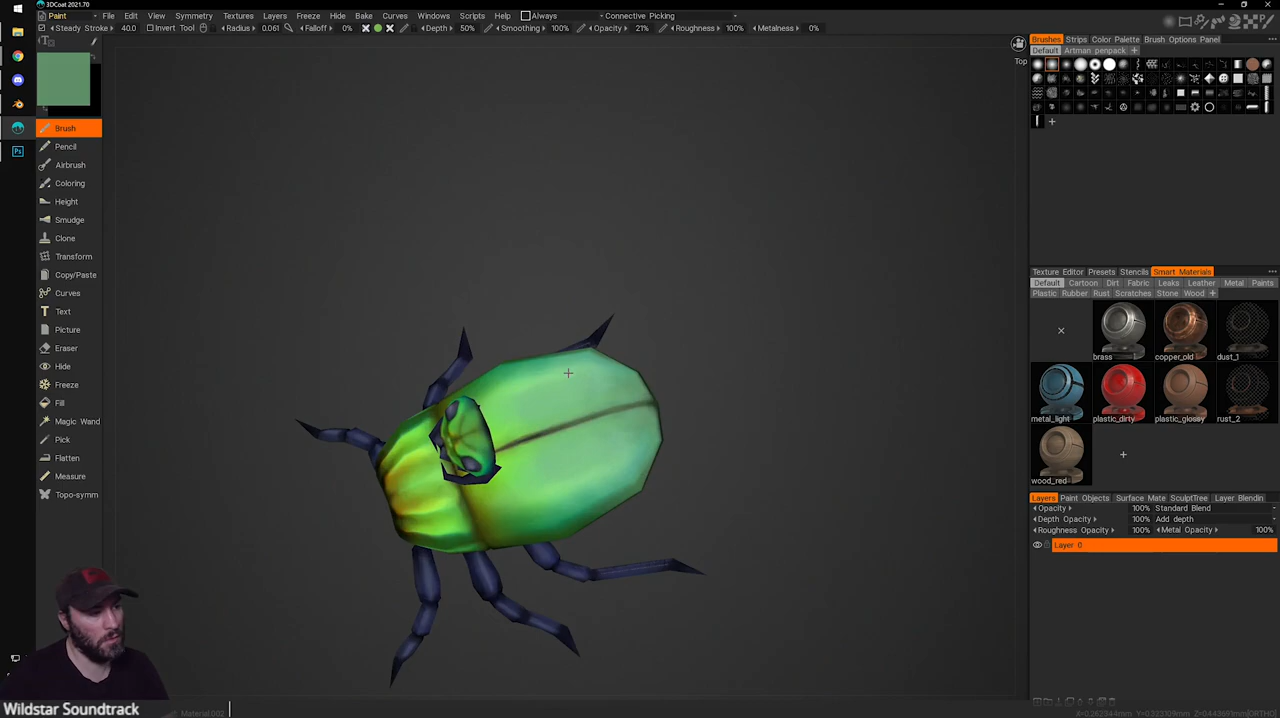 3DCoat 2021.70
Paint File Edit View Symmetry Textures Layers Freeze Hide Bake Curves Windows Scripts Help Always Connective Picking
Steady Stroke 40.0 Invert Tool Radius 0.061 Falloff 0% Depth 50% Smoothing 100% Opacity 21% Roughness 100% Metalness 0%
Top
Brush
Pencil
Airbrush
Coloring
Height
Smudge
Clone
Transform
Copy/Paste
Curves
Text
Picture
Eraser
Hide
Freeze
Fill
Magic Wand
Pick
Flatten
Measure
Topo-symm
Brushes Strips Color Palette Brush Options Panel
Default Artman penpack +
Texture Editor Presets Stencils Smart Materials
Default Cartoon Dirt Fabric Leaks Leather Metal Paints
Plastic Rubber Rust Scratches Stone Wood +
brass copper_old dust_1
metal_light plastic_dirty plastic_glossy rust_2
wood_red
Layers Paint Objects Surface Mate SculptTree Layer Blendin
Opacity 100% Standard Blend
Depth Opacity 100% Add depth
Roughness Opacity 100% Metal Opacity 100%
Layer 0
Wildstar Soundtrack
Material.002